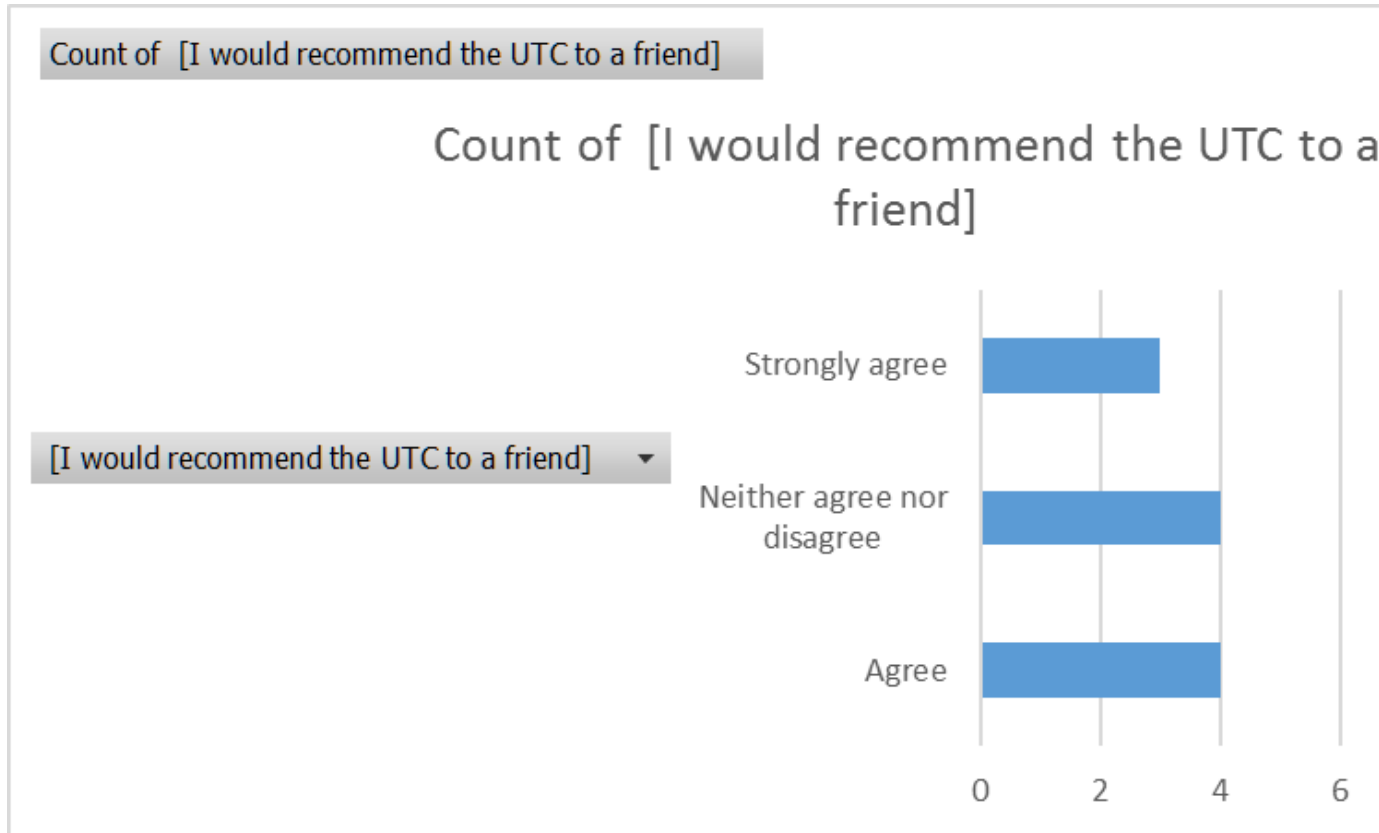 Count of  [I would recommend the UTC to a friend]
Count of  [I would recommend the UTC to a
friend]
Strongly agree
[I would recommend the UTC to a friend]
Neither agree nor
disagree
Agree
0 2 4 6